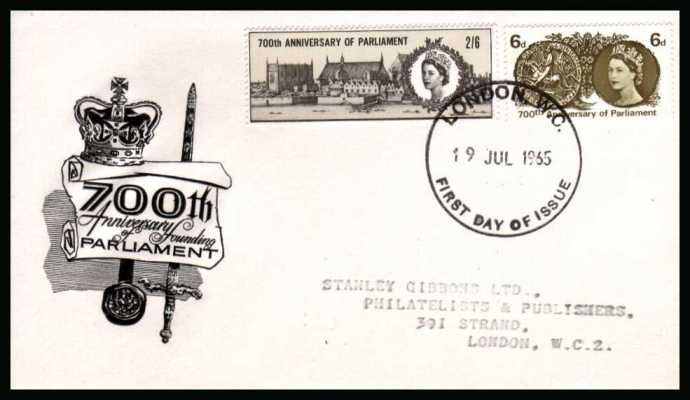 700th ANNIVERSARY OF PARLIAMENT 2/6
6d 6d
700th Anniversary of Parliament
LONDON W.C.
19 JUL 1965
FIRST DAY OF ISSUE
700th
Anniversary
of Founding
PARLIAMENT
STANLEY GIBBONS LTD.,
PHILATELISTS & PUBLISHERS,
391 STRAND,
LONDON, W.C.2.